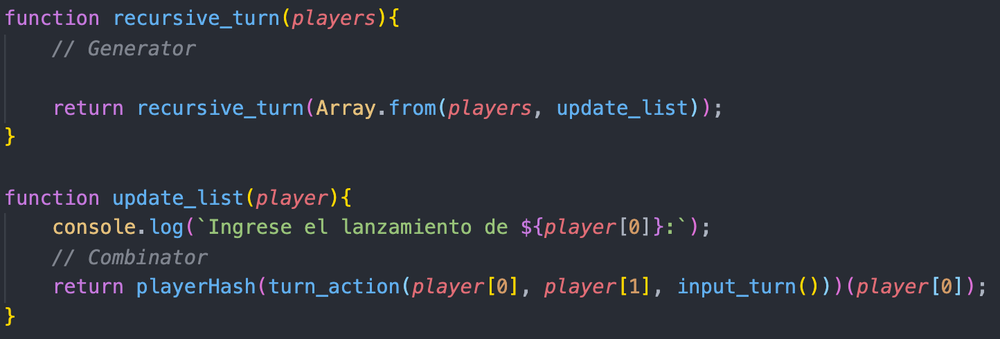 function recursive_turn(players){
    // Generator

    return recursive_turn(Array.from(players, update_list));
}

function update_list(player){
    console.log(`Ingrese el lanzamiento de ${player[0]}:`);
    // Combinator
    return playerHash(turn_action(player[0], player[1], input_turn()))(player[0]);
}